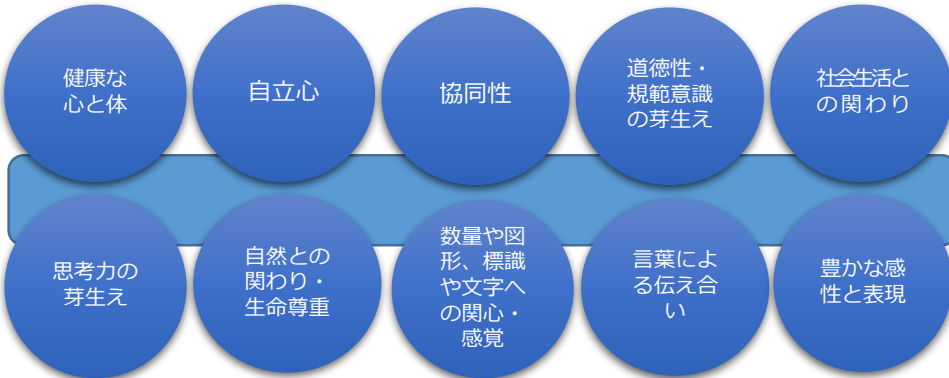 健康な
心と体
自立心
協同性
道徳性・
規範意識
の芽生え
社会生活と
の関わり
思考力の
芽生え
自然との
関わり・
生命尊重
数量や図
形、標識
や文字へ
の関心・
感覚
言葉によ
る伝え合
い
豊かな感
性と表現